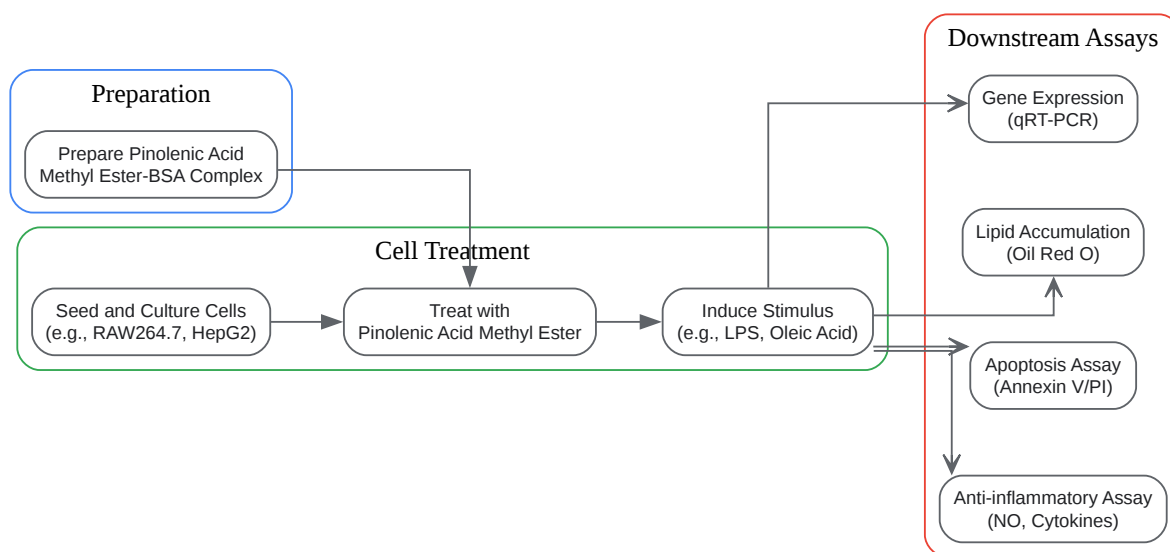 Preparation
Prepare Pinolenic Acid
Methyl Ester-BSA Complex
Cell Treatment
Seed and Culture Cells
(e.g., RAW264.7, HepG2)
Treat with
Pinolenic Acid Methyl Ester
Induce Stimulus
(e.g., LPS, Oleic Acid)
Downstream Assays
Gene Expression
(qRT-PCR)
Lipid Accumulation
(Oil Red O)
Apoptosis Assay
(Annexin V/PI)
Anti-inflammatory Assay
(NO, Cytokines)